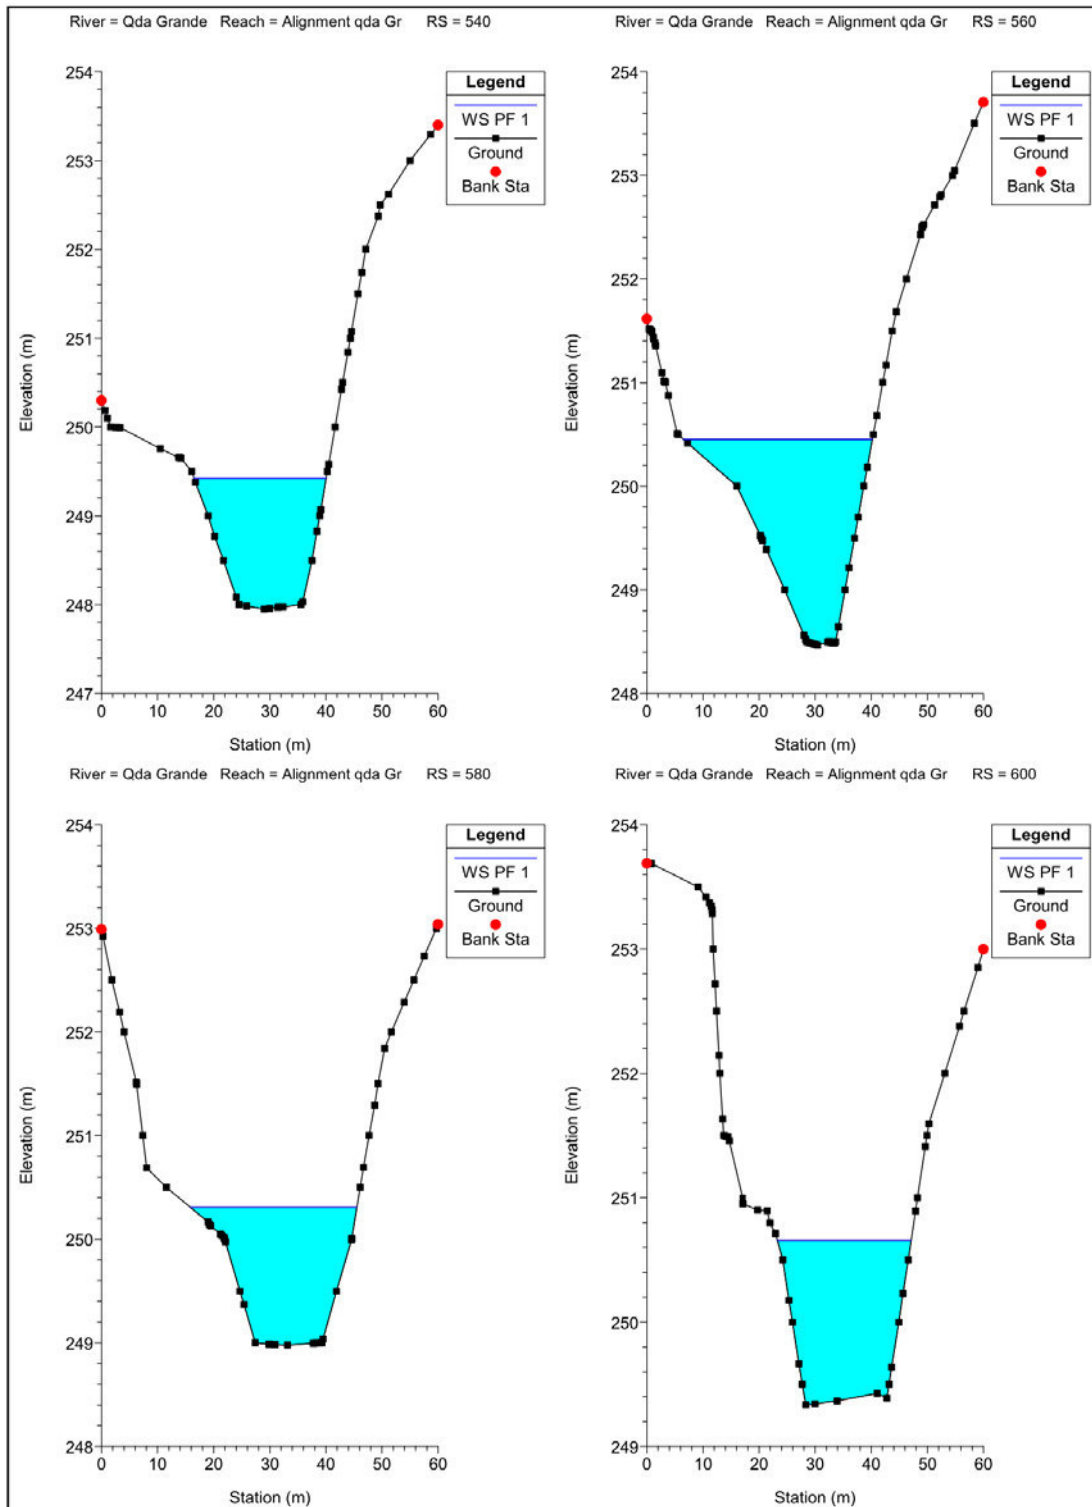 River = Qda Grande   Reach = Alignment qda Gr   RS = 540
Legend
WS PF 1
Ground
Bank Sta
Elevation (m)
254
253
252
251
250
249
248
247
0 10 20 30 40 50 60
Station (m)
River = Qda Grande   Reach = Alignment qda Gr   RS = 560
Legend
WS PF 1
Ground
Bank Sta
Elevation (m)
254
253
252
251
250
249
248
0 10 20 30 40 50 60
Station (m)
River = Qda Grande   Reach = Alignment qda Gr   RS = 580
Legend
WS PF 1
Ground
Bank Sta
Elevation (m)
254
253
252
251
250
249
248
0 10 20 30 40 50 60
Station (m)
River = Qda Grande   Reach = Alignment qda Gr   RS = 600
Legend
WS PF 1
Ground
Bank Sta
Elevation (m)
254
253
252
251
250
249
0 10 20 30 40 50 60
Station (m)